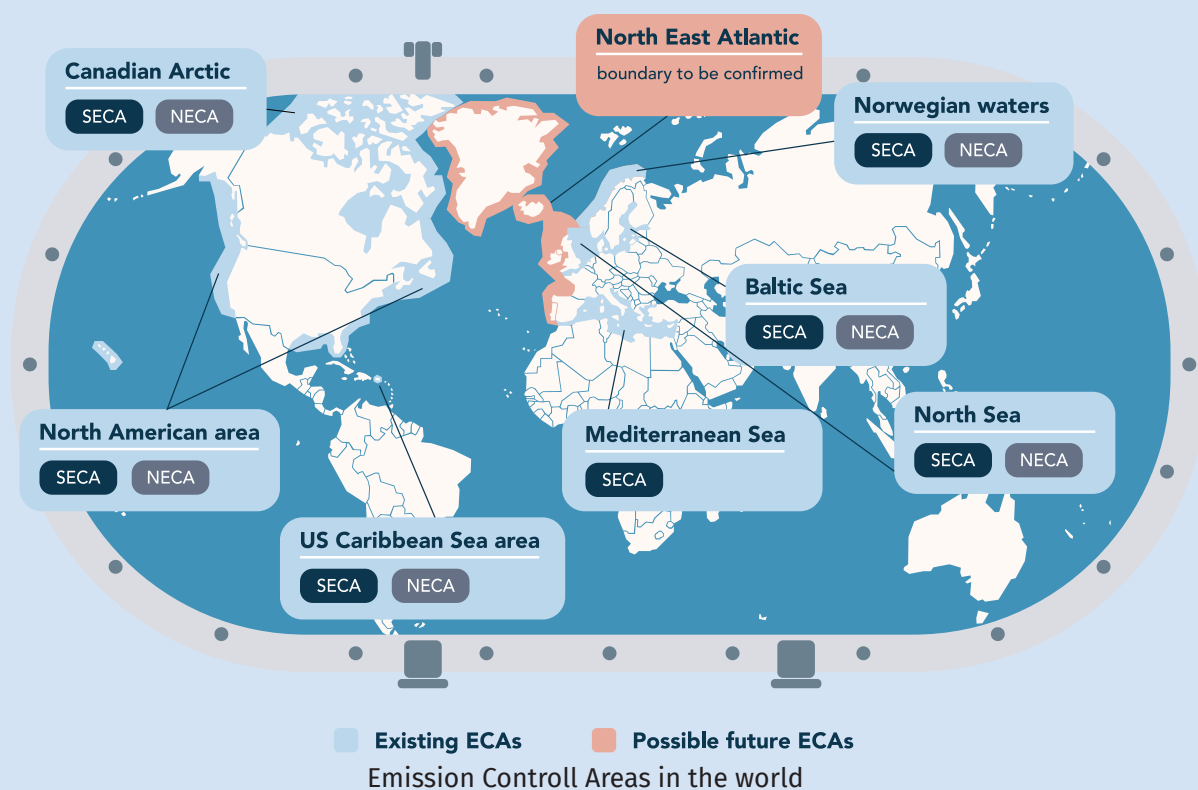 North East Atlantic
boundary to be confirmed
Canadian Arctic
SECA NECA
Norwegian waters
SECA NECA
Baltic Sea
SECA NECA
North American area
SECA NECA
Mediterranean Sea
SECA
North Sea
SECA NECA
US Caribbean Sea area
SECA NECA
Existing ECAs Possible future ECAs
Emission Controll Areas in the world